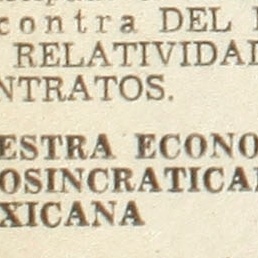 contra DEL
RELATIVIDAD
NTRATOS.
ESTRA ECONO
OSINCRATICA
XICANA